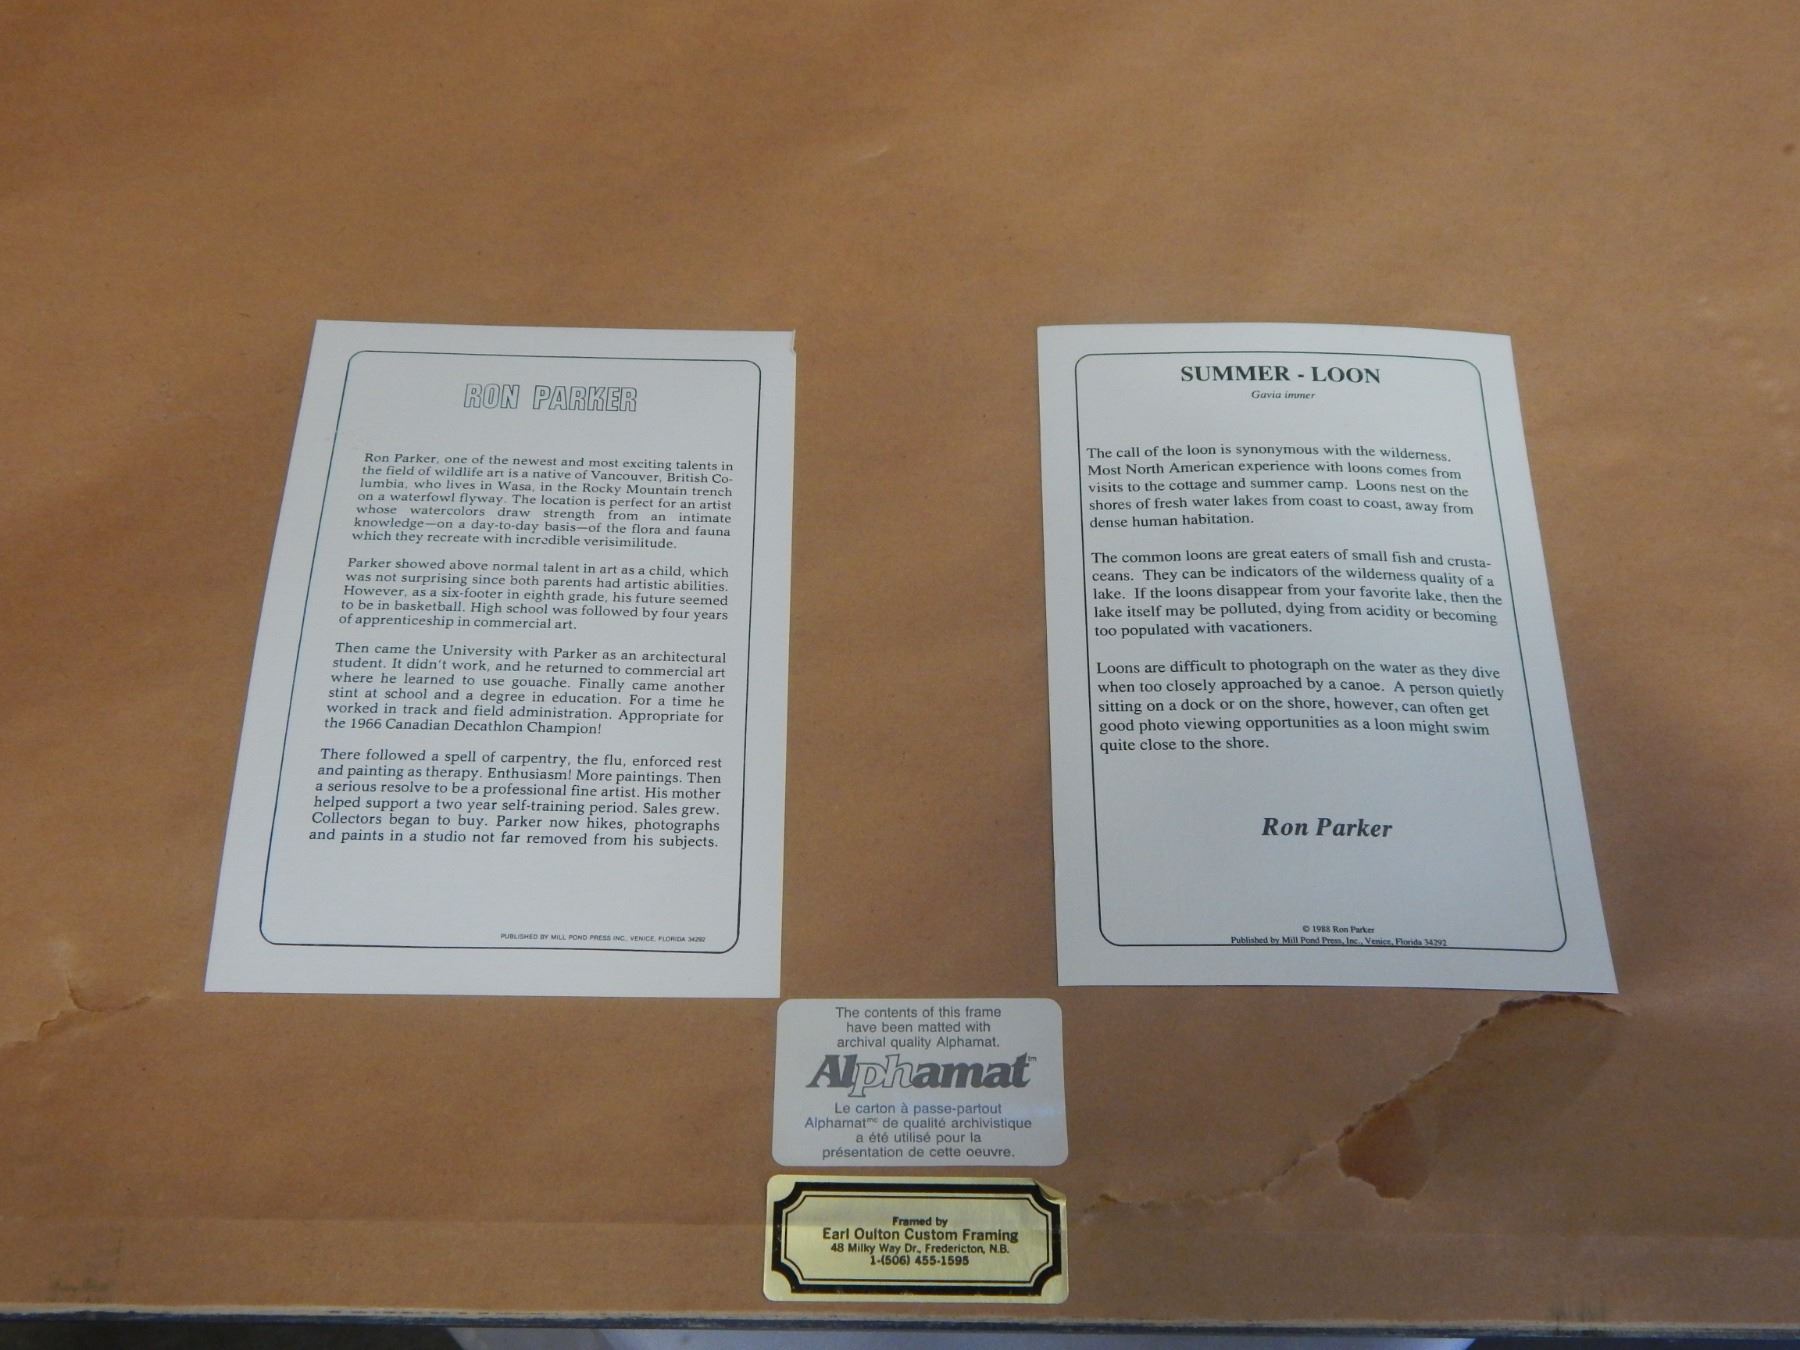 RON PARKER
Ron Parker, one of the newest and most exciting talents in
the field of wildlife art is a native of Vancouver, British Co-
lumbia, who lives in Wasa, in the Rocky Mountain trench
on a waterfowl flyway. The location is perfect for an artist
whose watercolors draw strength from an intimate
knowledge—on a day-to-day basis—of the flora and fauna
which they recreate with incredible verisimilitude.
Parker showed above normal talent in art as a child, which
was not surprising since both parents had artistic abilities.
However, as a six-footer in eighth grade, his future seemed
to be in basketball. High school was followed by four years
of apprenticeship in commercial art.
Then came the University with Parker as an architectural
student. It didn't work, and he returned to commercial art
where he learned to use gouache. Finally came another
stint at school and a degree in education. For a time he
worked in track and field administration. Appropriate for
the 1966 Canadian Decathlon Champion!
There followed a spell of carpentry, the flu, enforced rest
and painting as therapy. Enthusiasm! More paintings. Then
a serious resolve to be a professional fine artist. His mother
helped support a two year self-training period. Sales grew.
Collectors began to buy. Parker now hikes, photographs
and paints in a studio not far removed from his subjects.
PUBLISHED BY MILL POND PRESS INC., VENICE, FLORIDA 34292
SUMMER - LOON
Gavia immer
The call of the loon is synonymous with the wilderness.
Most North American experience with loons comes from
visits to the cottage and summer camp. Loons nest on the
shores of fresh water lakes from coast to coast, away from
dense human habitation.
The common loons are great eaters of small fish and crusta-
ceans. They can be indicators of the wilderness quality of a
lake. If the loons disappear from your favorite lake, then the
lake itself may be polluted, dying from acidity or becoming
too populated with vacationers.
Loons are difficult to photograph on the water as they dive
when too closely approached by a canoe. A person quietly
sitting on a dock or on the shore, however, can often get
good photo viewing opportunities as a loon might swim
quite close to the shore.
Ron Parker
© 1988 Ron Parker
Published by Mill Pond Press, Inc., Venice, Florida 34292
The contents of this frame
have been matted with
archival quality Alphamat.
Alphamat™
Le carton à passe-partout
Alphamat^mc de qualité archivistique
a été utilisé pour la
présentation de cette oeuvre.
Framed by
Earl Oulton Custom Framing
48 Milky Way Dr., Fredericton, N.B.
1-(506) 455-1595